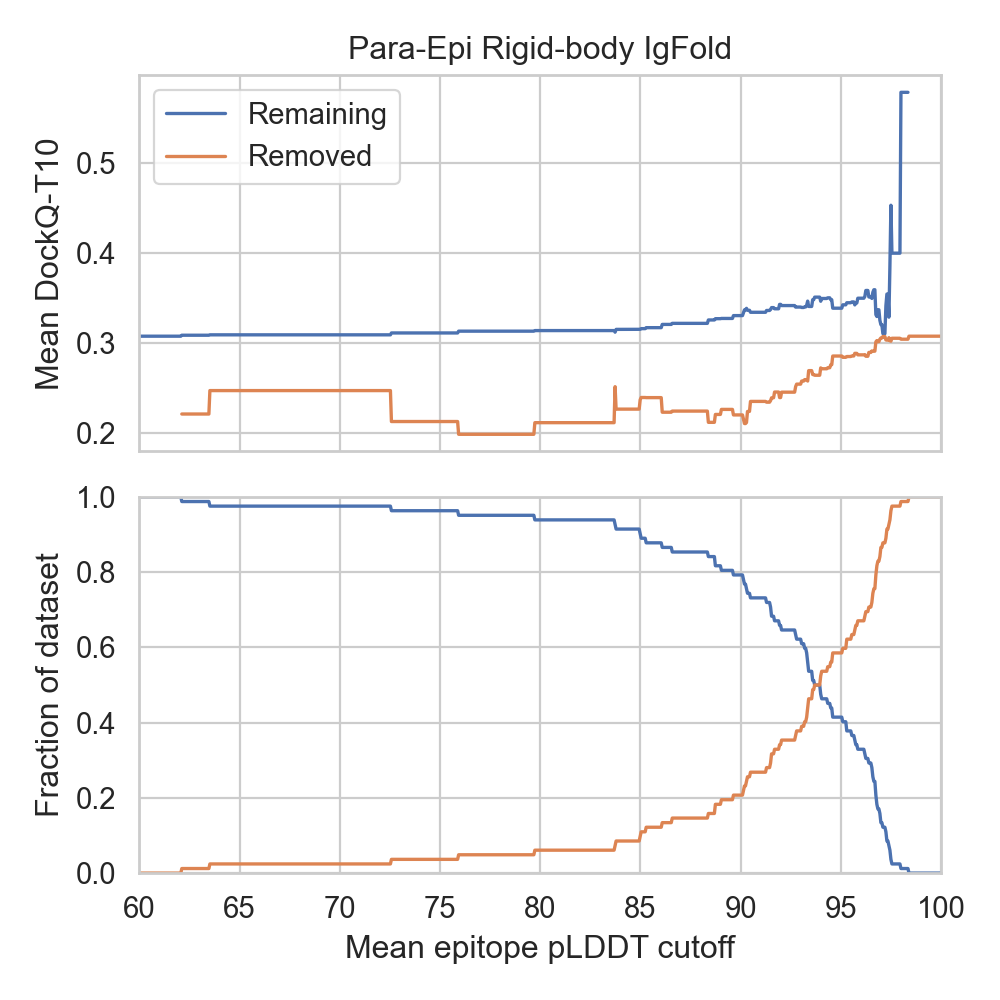 Para-Epi Rigid-body IgFold
Remaining
Removed
Mean DockQ-T10
0.5
0.4
0.3
0.2
Fraction of dataset
1.0
0.8
0.6
0.4
0.2
0.0
60 65 70 75 80 85 90 95 100
Mean epitope pLDDT cutoff